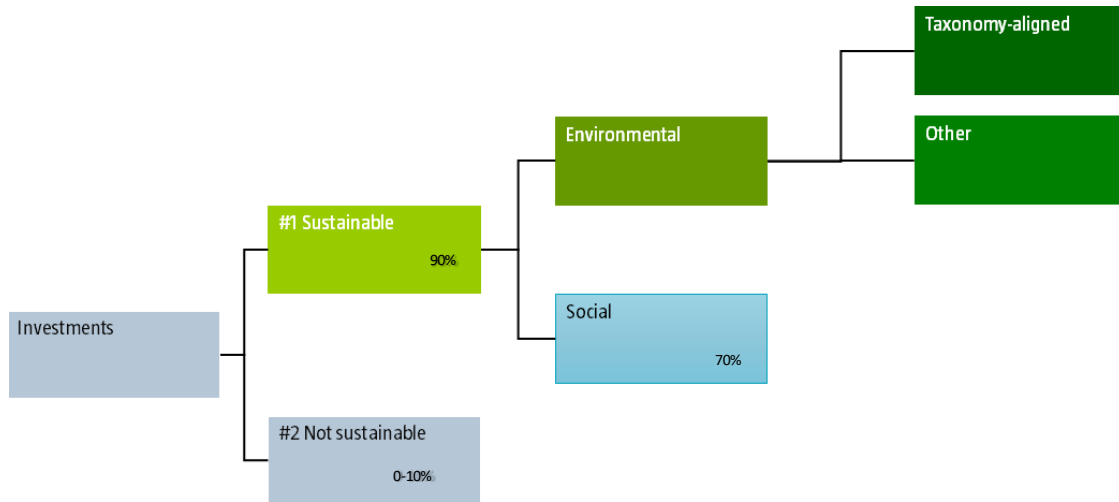 Taxonomy-aligned
Environmental
Other
#1 Sustainable
90%
Social
70%
Investments
#2 Not sustainable
0-10%